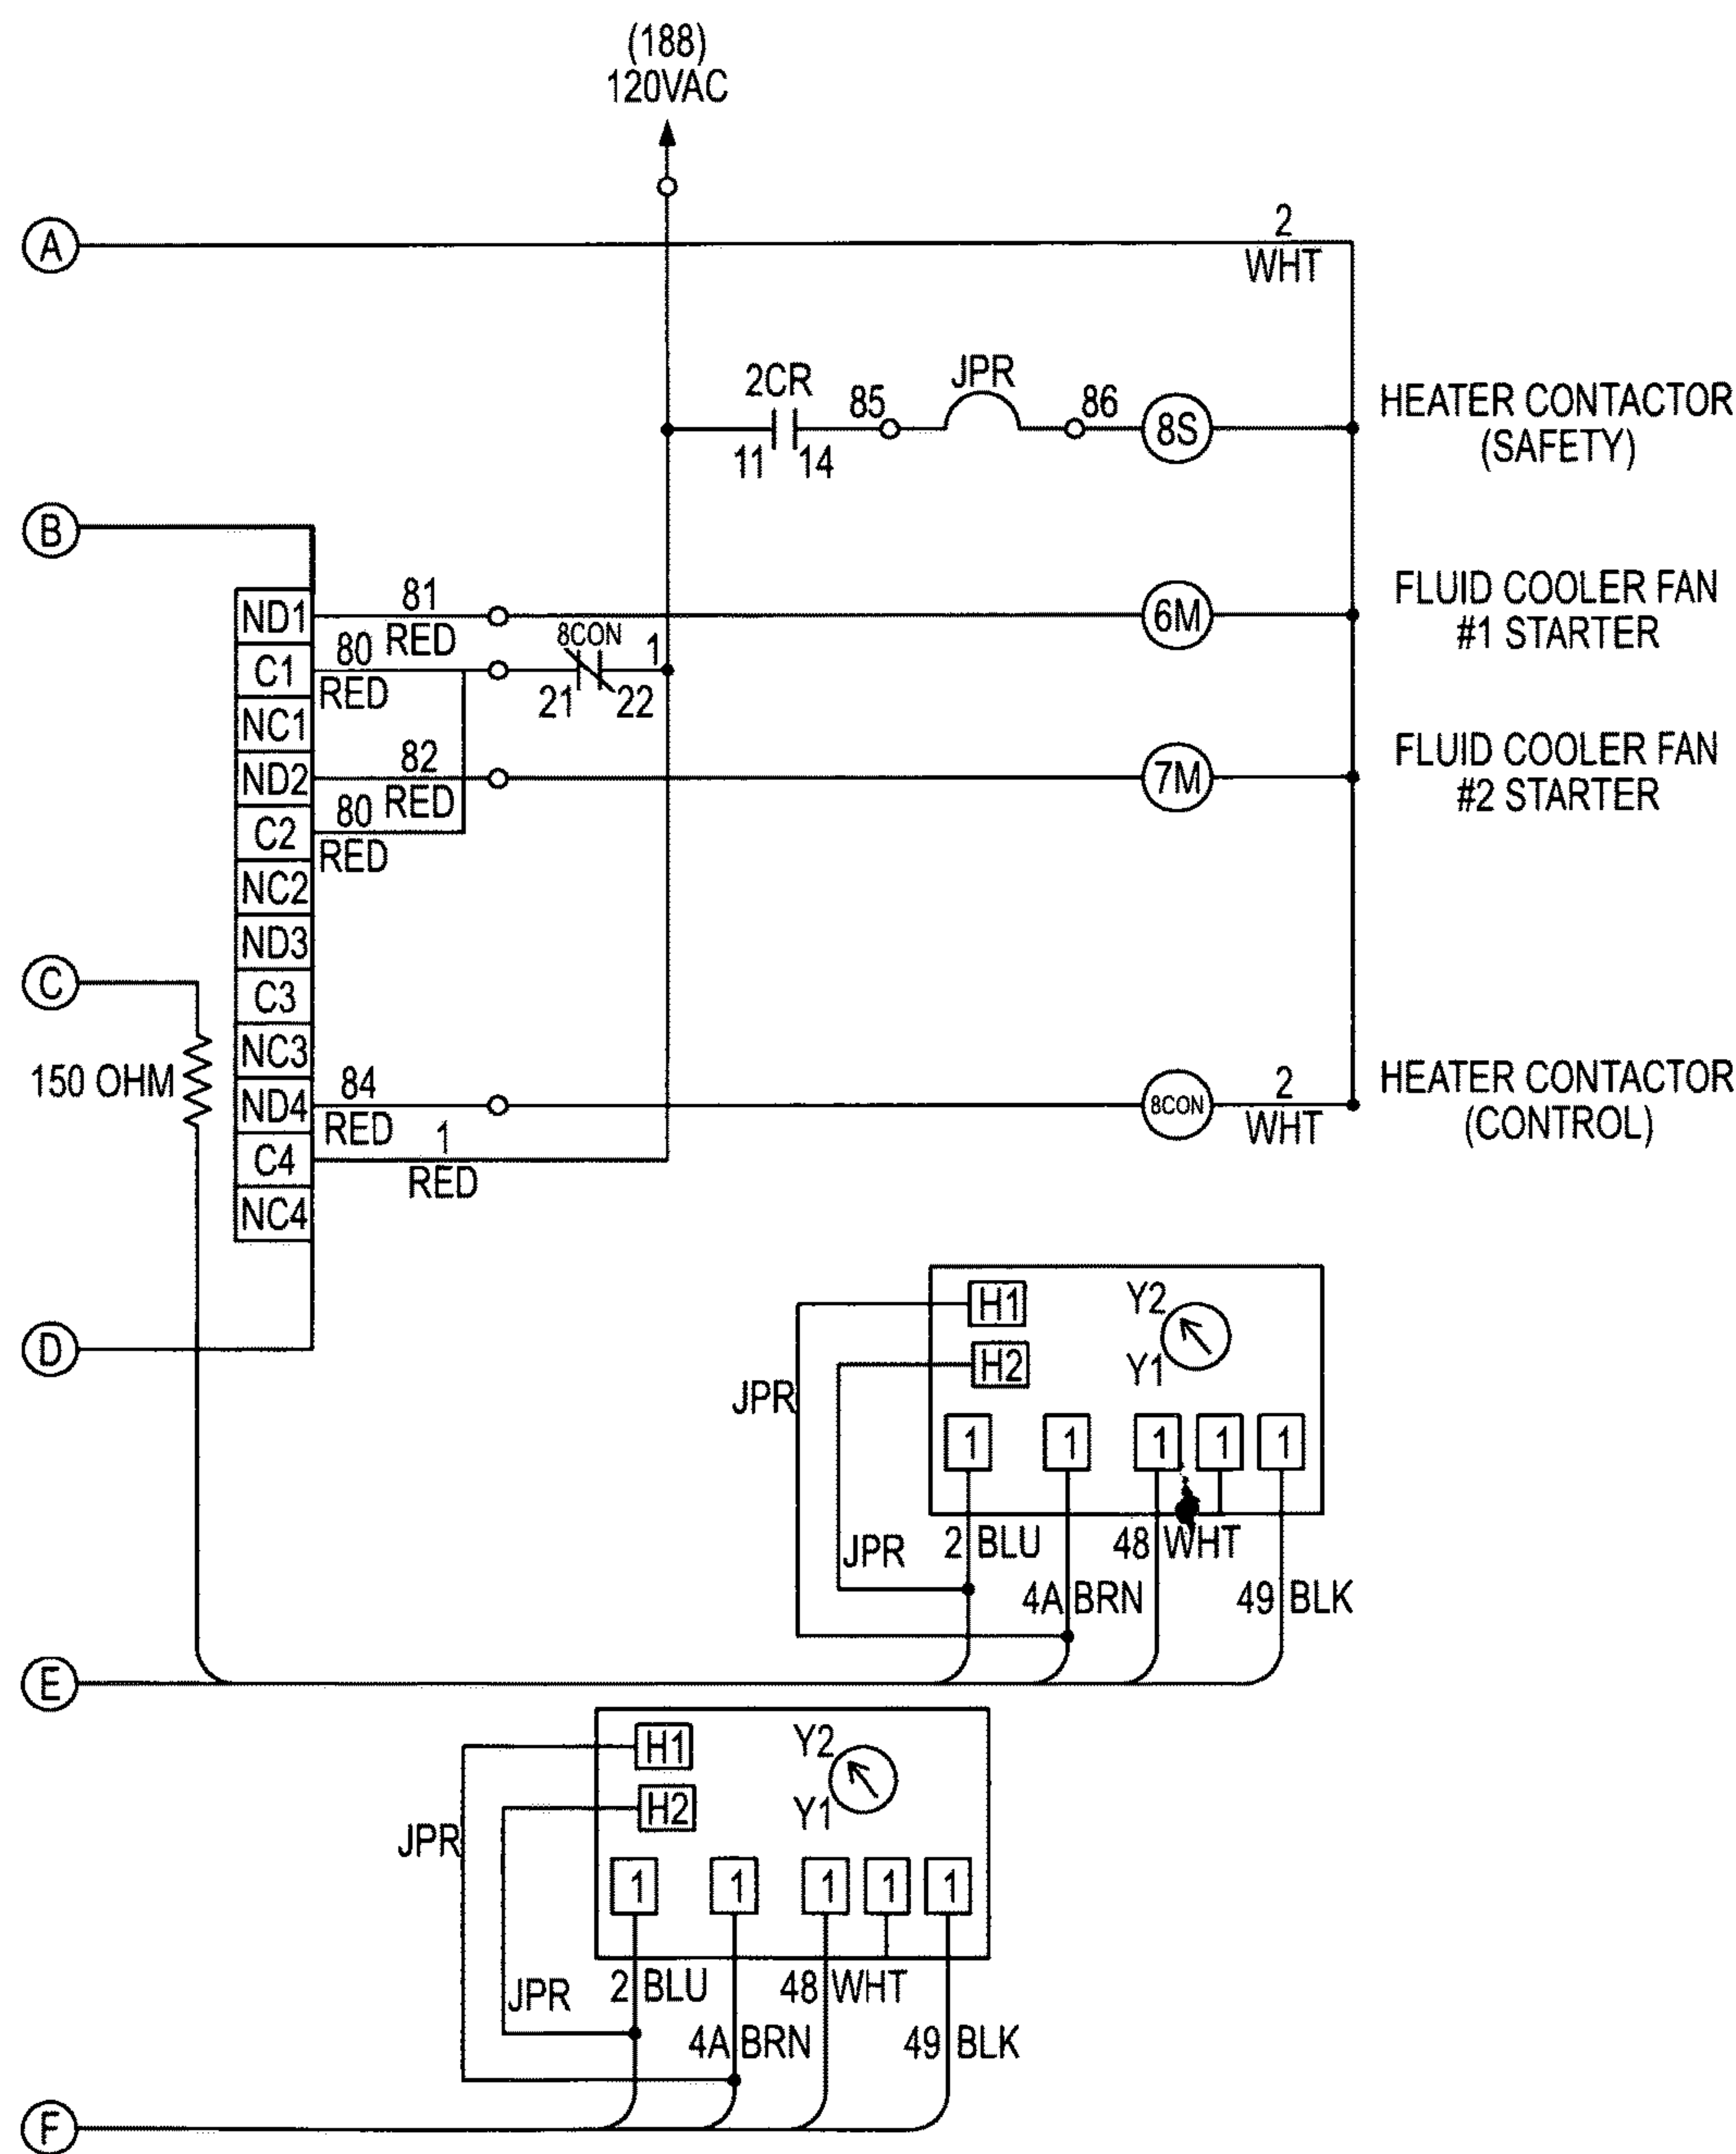 (188)
120VAC
A
2
WHT
2CR
JPR
85
86
8S
11
14
HEATER CONTACTOR
(SAFETY)
B
ND1
81
RED
6M
FLUID COOLER FAN
#1 STARTER
C1
80
RED
8CON
1
21
22
NC1
ND2
82
RED
7M
FLUID COOLER FAN
#2 STARTER
C2
80
RED
NC2
ND3
C
C3
NC3
150 OHM
ND4
84
RED
8CON
2
WHT
HEATER CONTACTOR
(CONTROL)
C4
1
RED
NC4
D
H1
H2
Y2
Y1
JPR
1
1
1
1
1
JPR
2 BLU
48 WHT
4A BRN
49 BLK
E
H1
H2
Y2
Y1
JPR
1
1
1
1
1
JPR
2 BLU
48 WHT
4A BRN
49 BLK
F